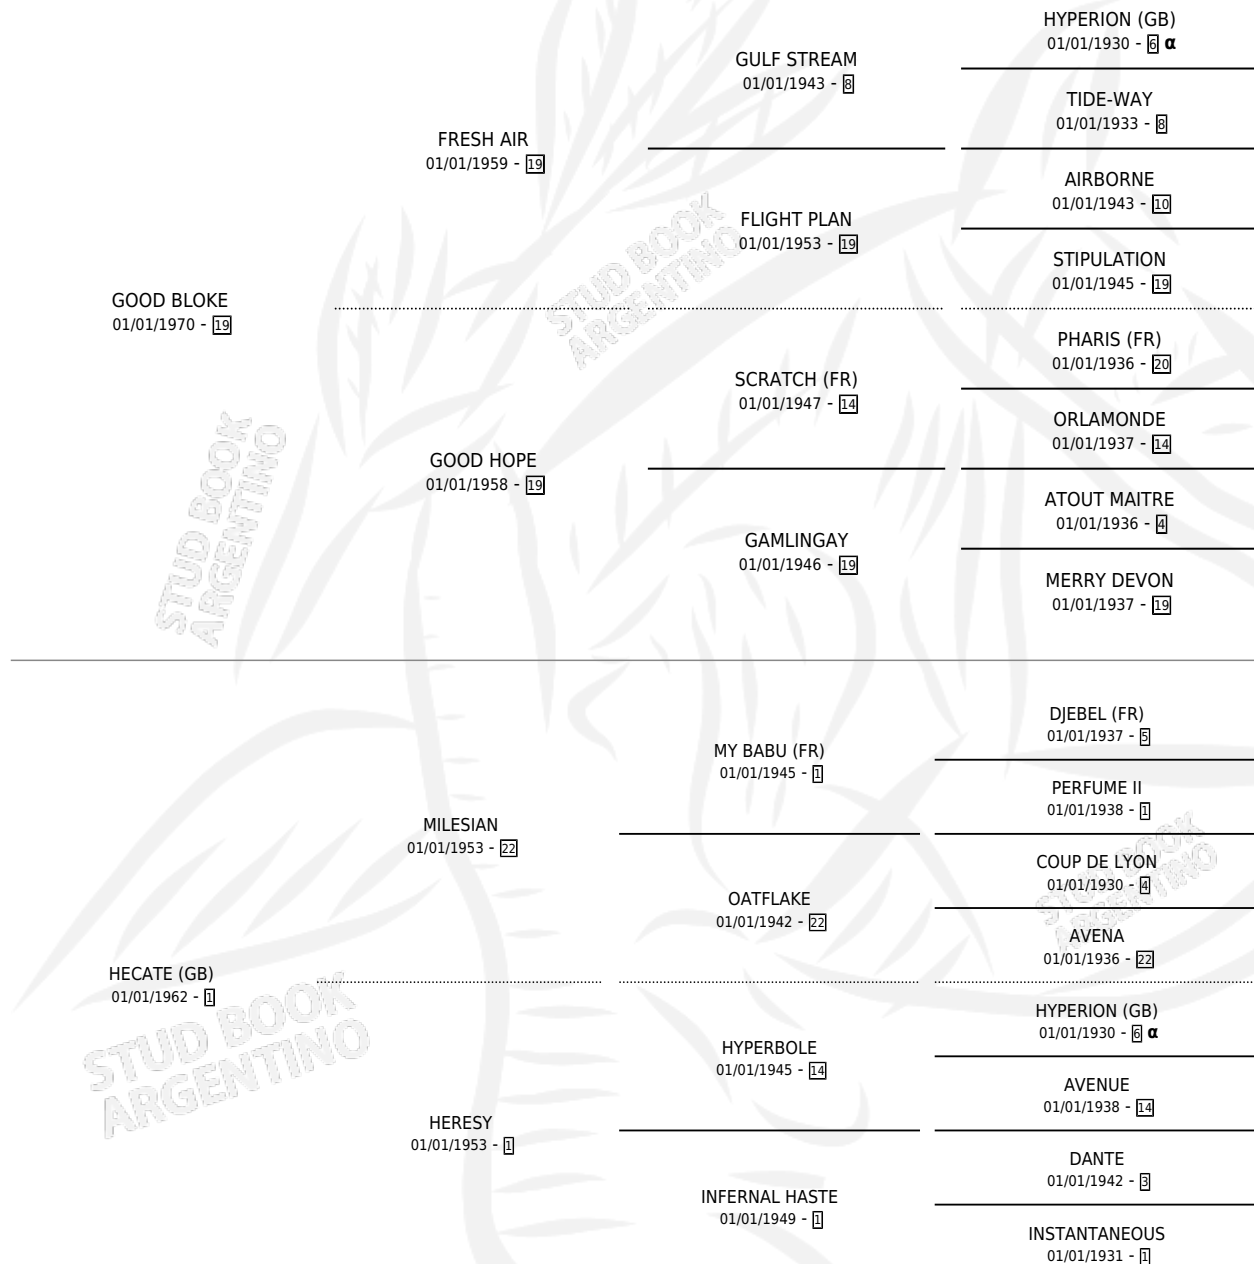 HYPERION (GB)
01/01/1930 - 6 α
GULF STREAM
01/01/1943 - 8
TIDE-WAY
01/01/1933 - 8
FRESH AIR
01/01/1959 - 19
AIRBORNE
01/01/1943 - 10
FLIGHT PLAN
01/01/1953 - 19
STIPULATION
01/01/1945 - 19
GOOD BLOKE
01/01/1970 - 19
PHARIS (FR)
01/01/1936 - 20
SCRATCH (FR)
01/01/1947 - 14
ORLAMONDE
01/01/1937 - 14
GOOD HOPE
01/01/1958 - 19
ATOUT MAITRE
01/01/1936 - 4
GAMLINGAY
01/01/1946 - 19
MERRY DEVON
01/01/1937 - 19
DJEBEL (FR)
01/01/1937 - 5
MY BABU (FR)
01/01/1945 - 1
PERFUME II
01/01/1938 - 1
MILESIAN
01/01/1953 - 22
COUP DE LYON
01/01/1930 - 4
OATFLAKE
01/01/1942 - 22
AVENA
01/01/1936 - 22
HECATE (GB)
01/01/1962 - 1
HYPERION (GB)
01/01/1930 - 6 α
HYPERBOLE
01/01/1945 - 14
AVENUE
01/01/1938 - 14
HERESY
01/01/1953 - 1
DANTE
01/01/1942 - 3
INFERNAL HASTE
01/01/1949 - 1
INSTANTANEOUS
01/01/1931 - 1
STUD BOOK
ARGENTINO
STUD BOOK
ARGENTINO
STUD BOOK
ARGENTINO
STUD BOOK
ARGENTINO